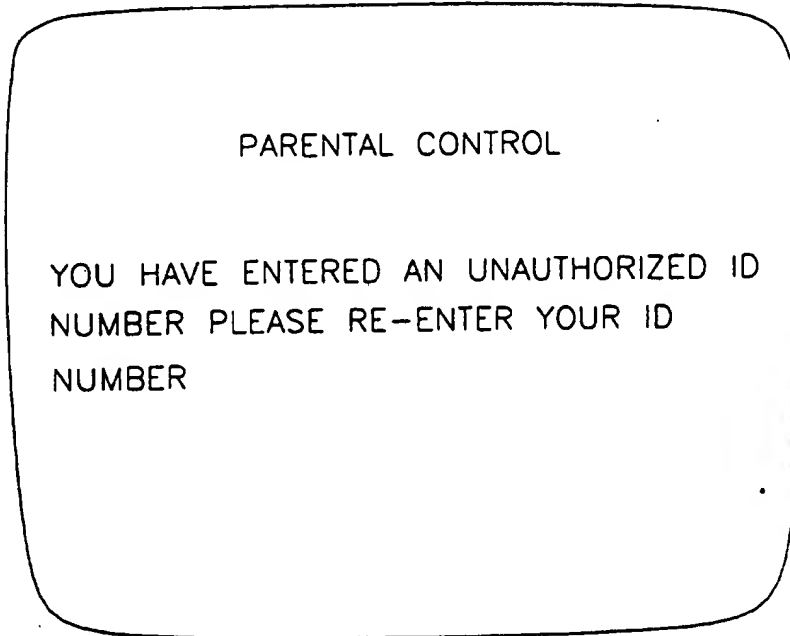 PARENTAL CONTROL
YOU HAVE ENTERED AN UNAUTHORIZED ID
NUMBER PLEASE RE-ENTER YOUR ID
NUMBER